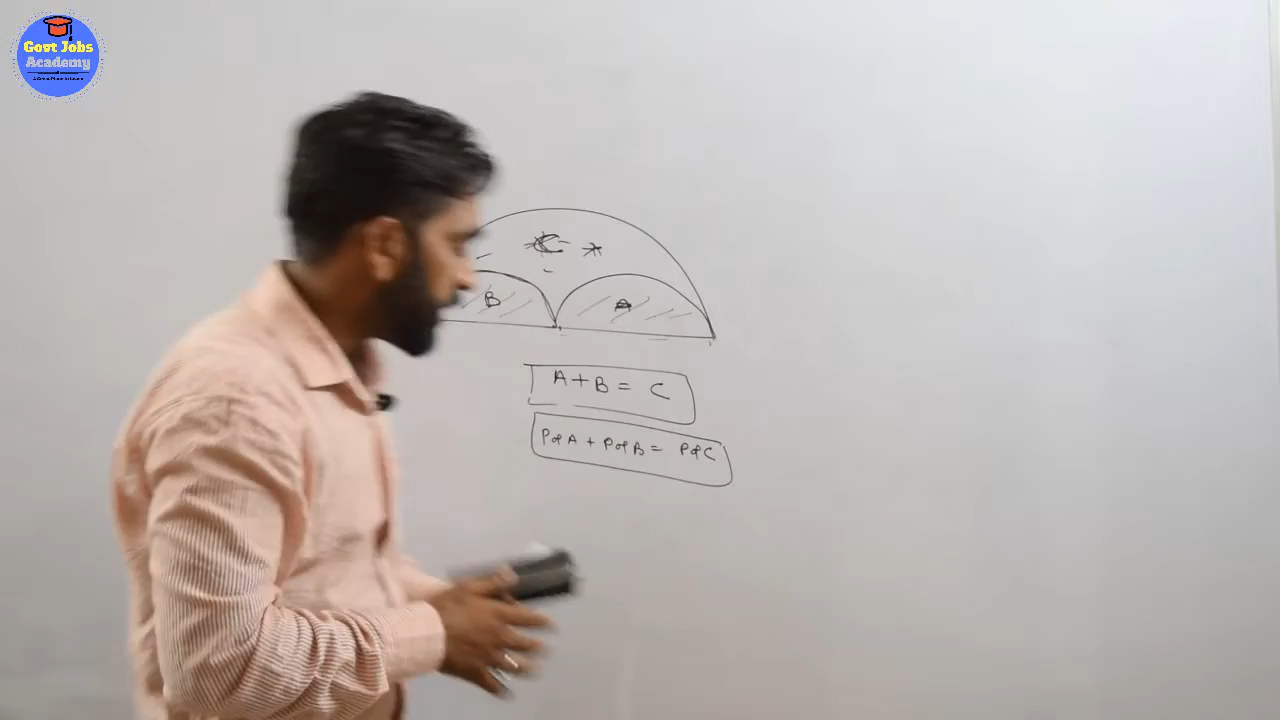 Govt Jobs
Academy
C
B
A
A+B = C
P of A + P of B = P of C